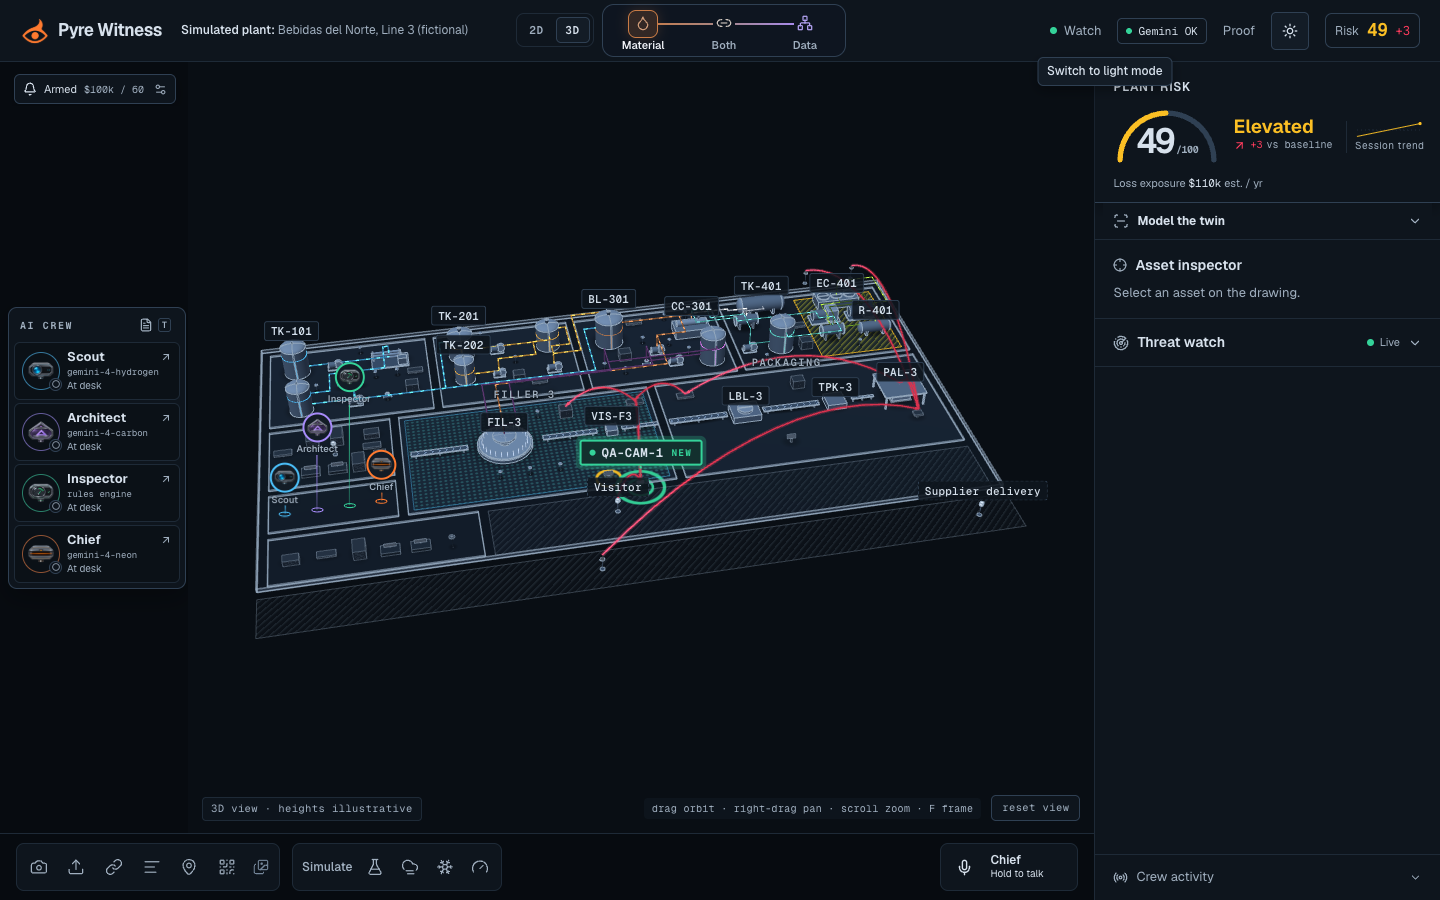 Pyre Witness
Simulated plant: Bebidas del Norte, Line 3 (fictional)
2D
3D
Material
Both
Data
Watch
Gemini OK
Proof
Risk 49 +3
Switch to light mode
Armed $100k / 60
PLANT RISK
49 /100
Elevated
+3 vs baseline
Session trend
Loss exposure $110k est. / yr
Model the twin
Asset inspector
Select an asset on the drawing.
Threat watch
Live
Crew activity
AI CREW
T
Scout
gemini-4-hydrogen
At desk
Architect
gemini-4-carbon
At desk
Inspector
rules engine
At desk
Chief
gemini-4-neon
At desk
TK-101
TK-201
TK-202
BL-301
CC-301
TK-401
EC-401
R-401
PACKAGING
PAL-3
TPK-3
LBL-3
FILLER-3
FIL-3
VIS-F3
QA-CAM-1 NEW
Visitor
Supplier delivery
Inspector
Architect
Scout
Chief
3D view · heights illustrative
drag orbit · right-drag pan · scroll zoom · F frame
reset view
Simulate
Chief
Hold to talk